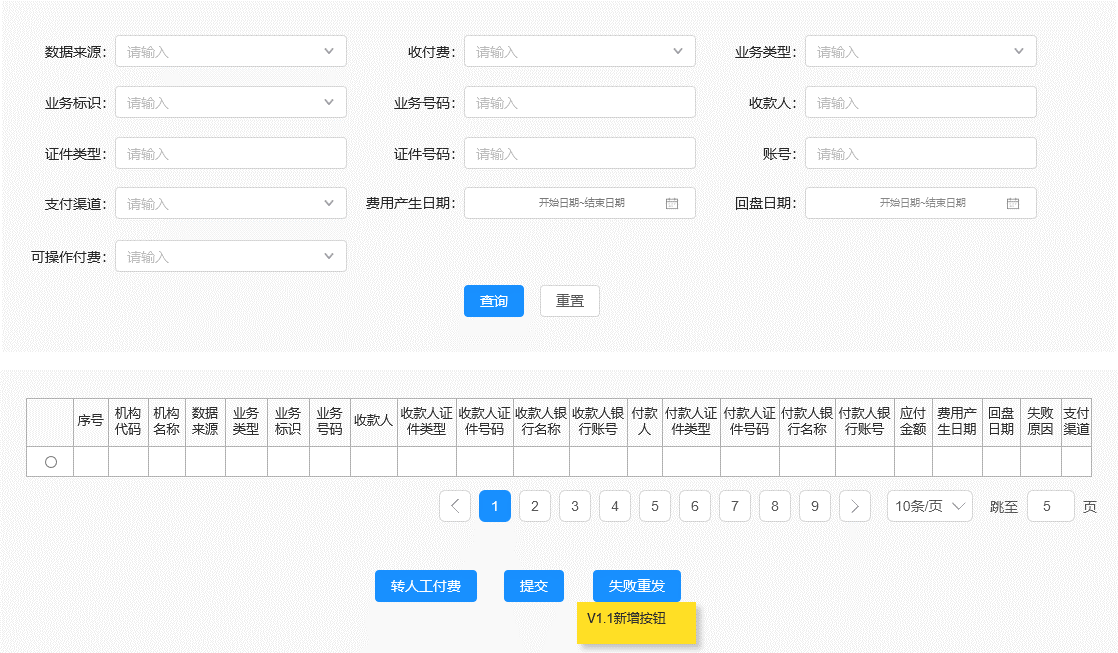 数据来源： 请输入 收付费： 请输入 业务类型： 请输入
业务标识： 请输入 业务号码： 请输入 收款人： 请输入
证件类型： 请输入 证件号码： 请输入 账号： 请输入
支付渠道： 请输入 费用产生日期： 开始日期~结束日期 回盘日期： 开始日期~结束日期
可操作付费： 请输入
查询 重置
序号 机构代码 机构名称 数据来源 业务类型 业务标识 业务号码 收款人 收款人证件类型 收款人证件号码 收款人银行名称 收款人银行账号 付款人 付款人证件类型 付款人证件号码 付款人银行名称 付款人银行账号 应付金额 费用产生日期 回盘日期 失败原因 支付渠道
1 2 3 4 5 6 7 8 9 10条/页 跳至 5 页
转人工付费 提交 失败重发
V1.1新增按钮